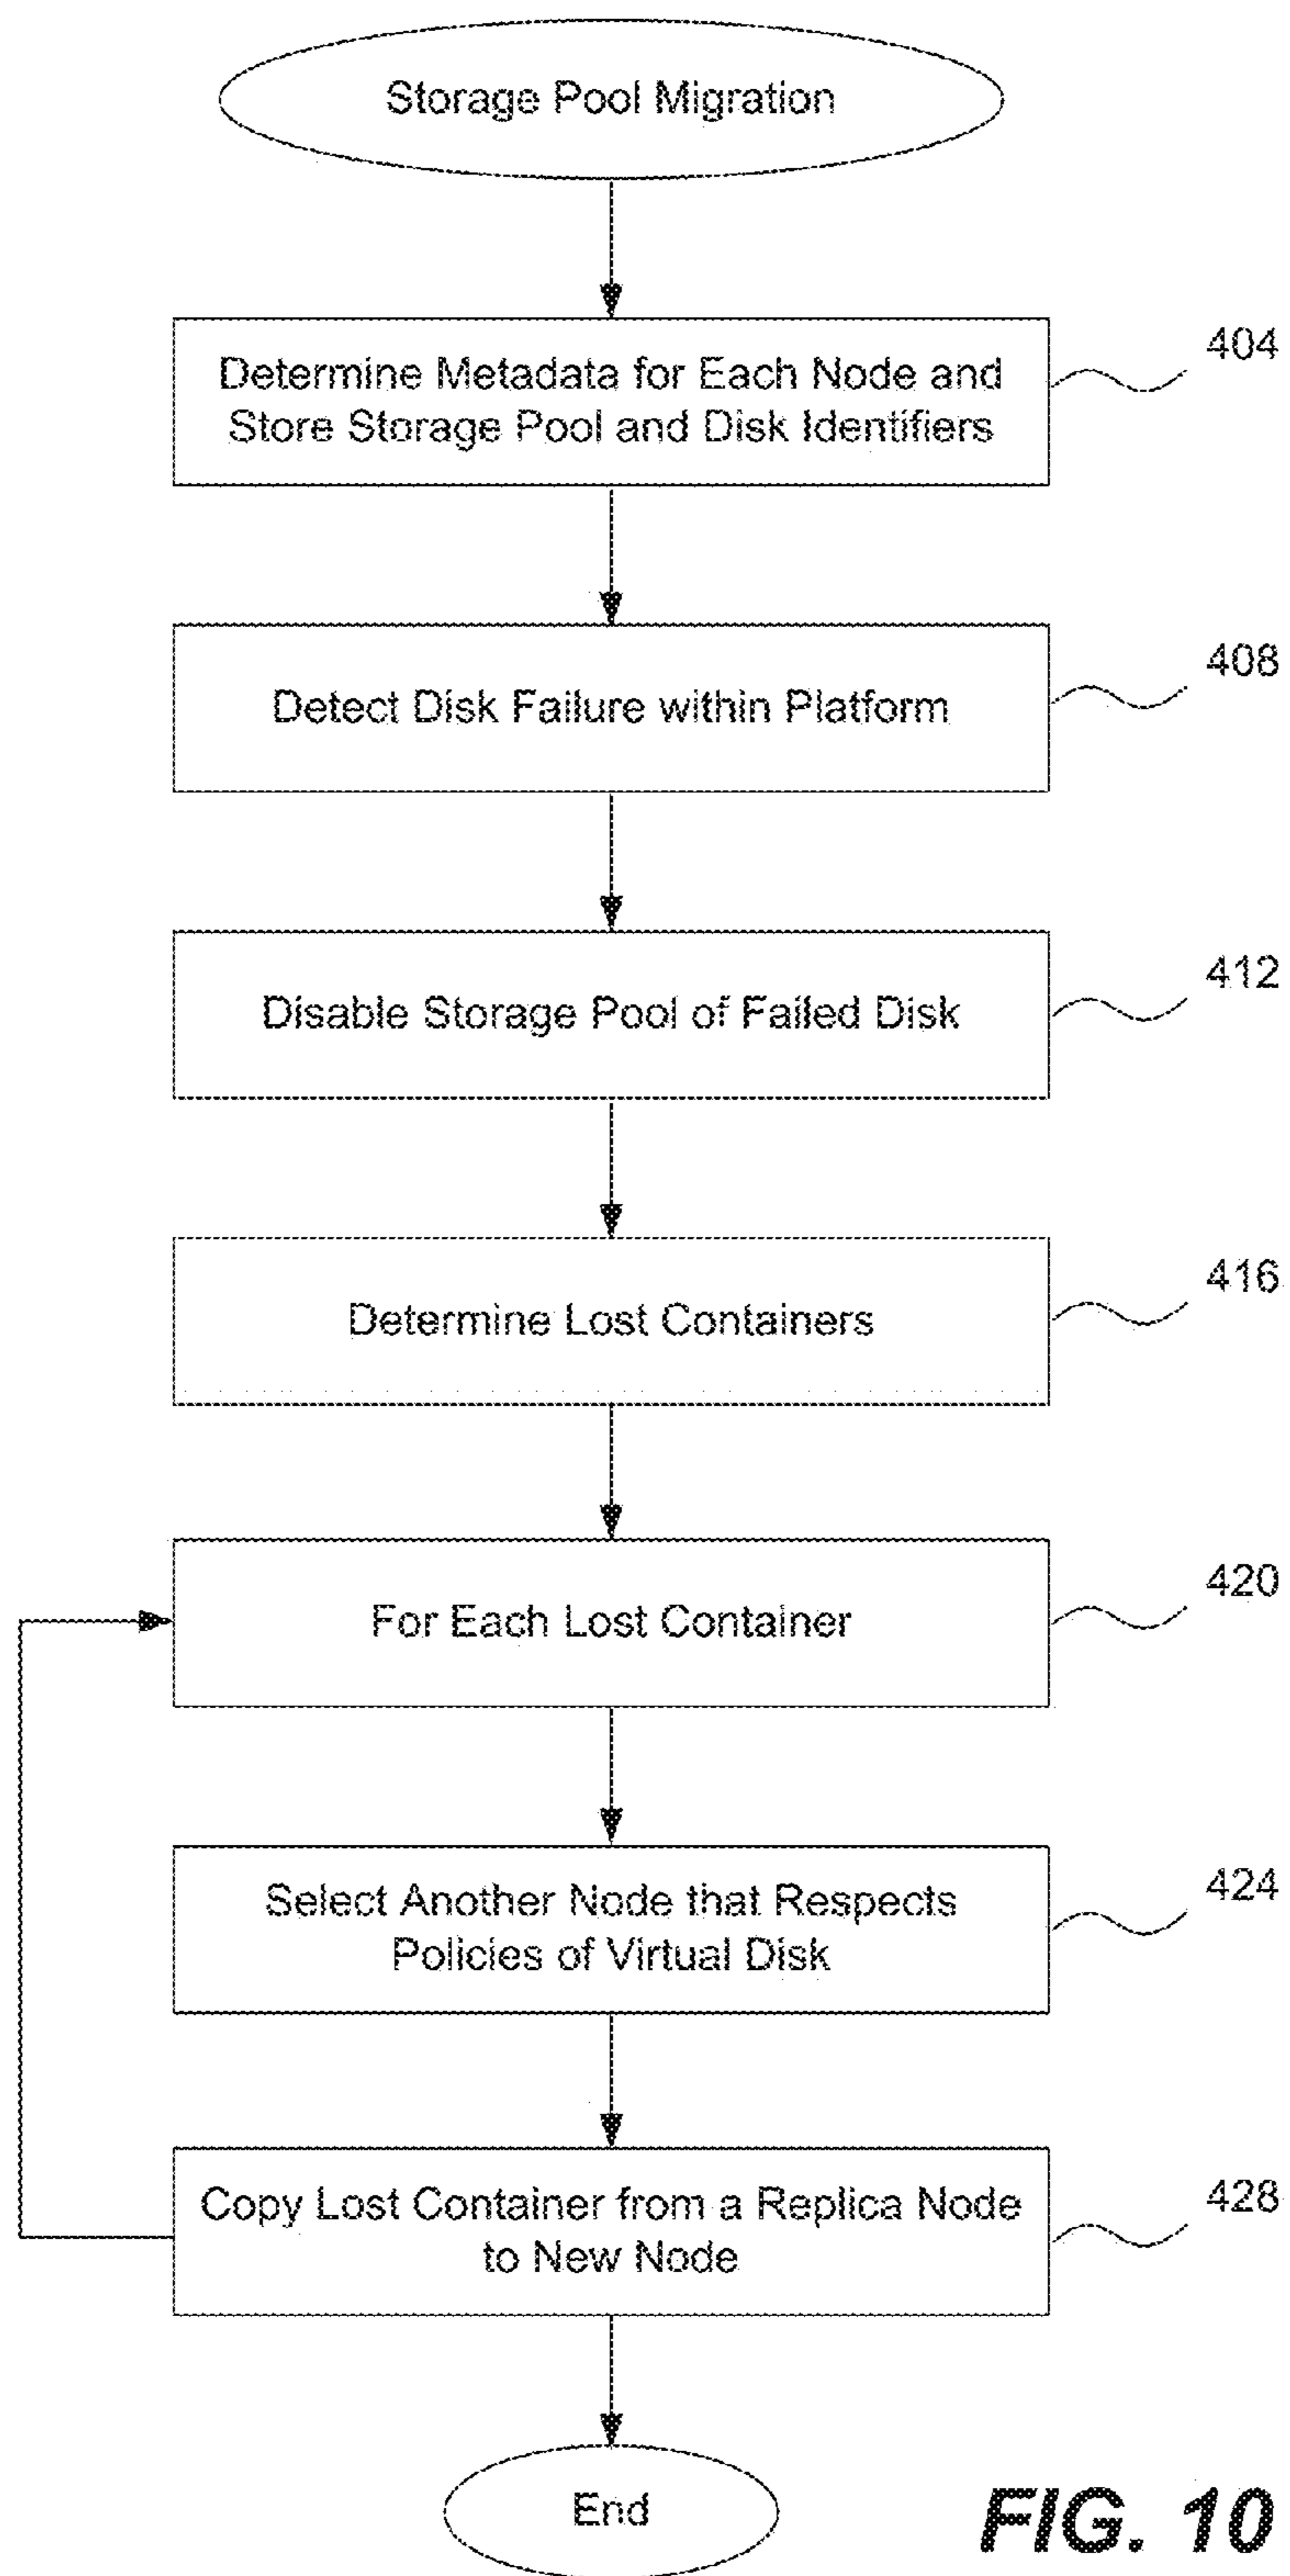 Storage Pool Migration
Determine Metadata for Each Node and
Store Storage Pool and Disk Identifiers
404
Detect Disk Failure within Platform
408
Disable Storage Pool of Failed Disk
412
Determine Lost Containers
416
For Each Lost Container
420
Select Another Node that Respects
Policies of Virtual Disk
424
Copy Lost Container from a Replica Node
to New Node
428
End
FIG. 10